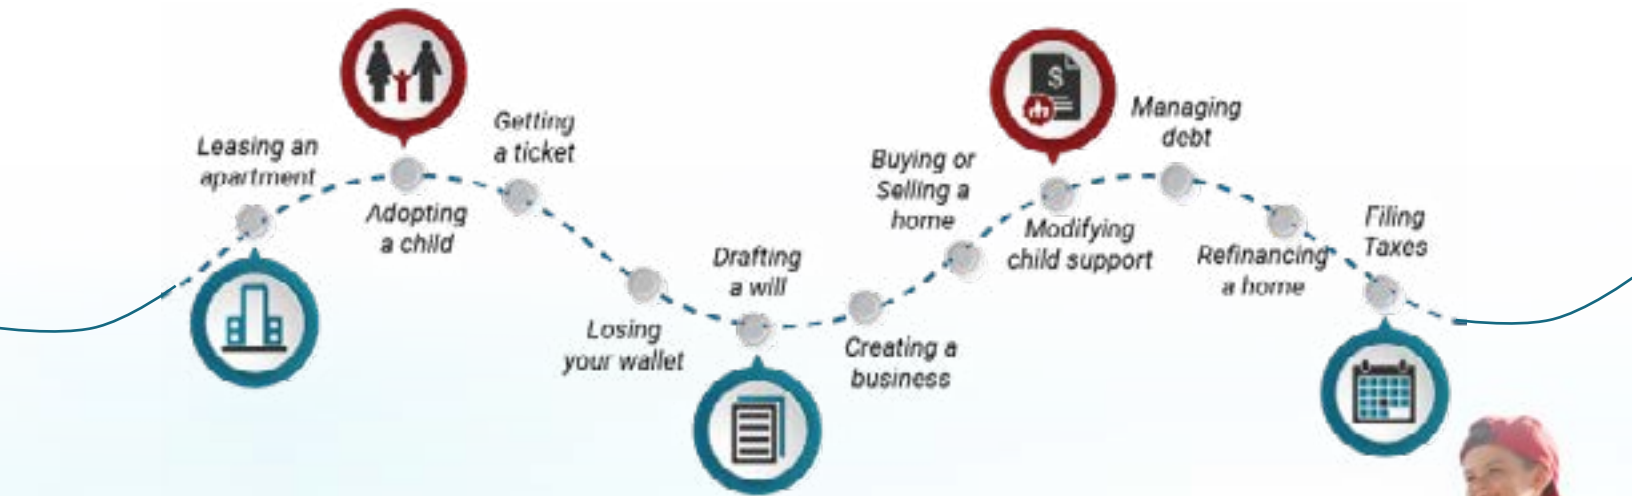 Leasing an
apartment
Adopting
a child
Getting
a ticket
Losing
your wallet
Drafting
a will
Creating a
business
Buying or
Selling a
home
$
Modifying
child support
Managing
debt
Refinancing
a home
Filing
Taxes